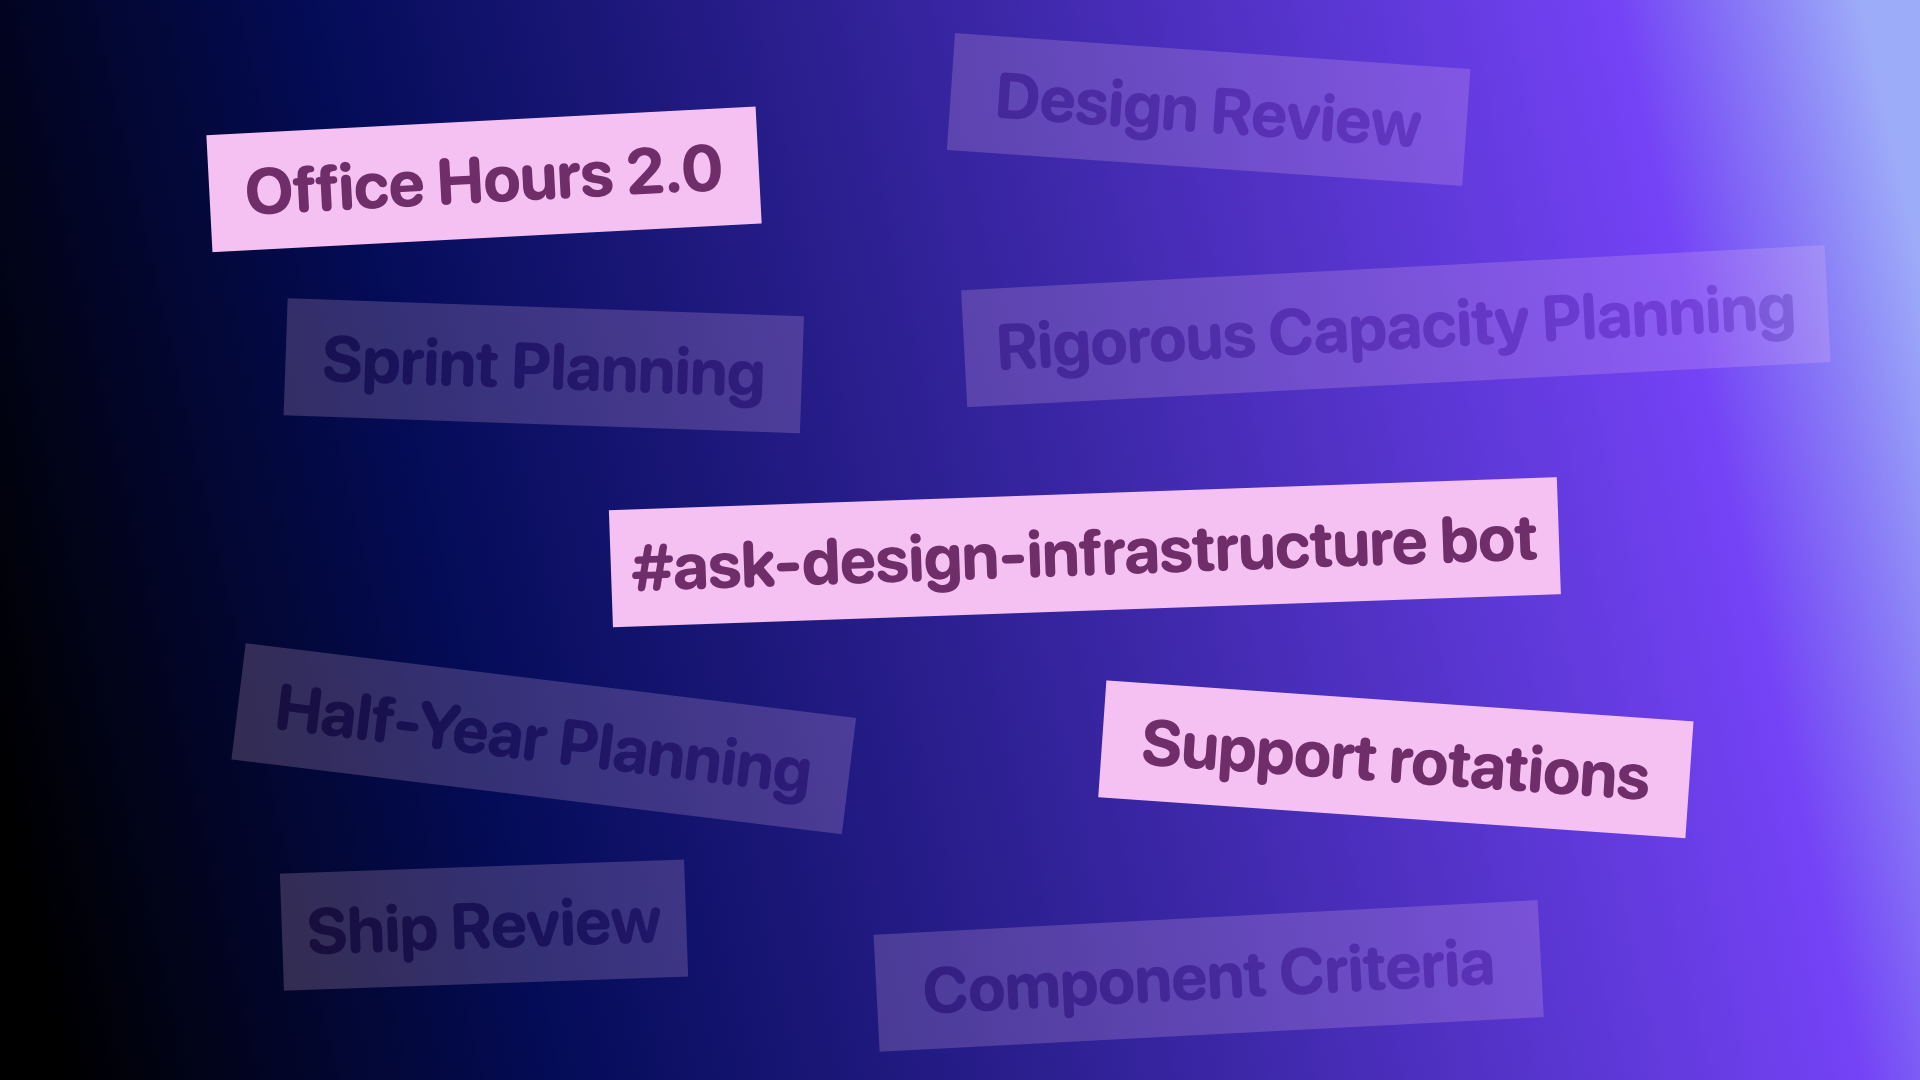 Design Review
Office Hours 2.0
Rigorous Capacity Planning
Sprint Planning
#ask-design-infrastructure bot
Half-Year Planning
Support rotations
Ship Review
Component Criteria